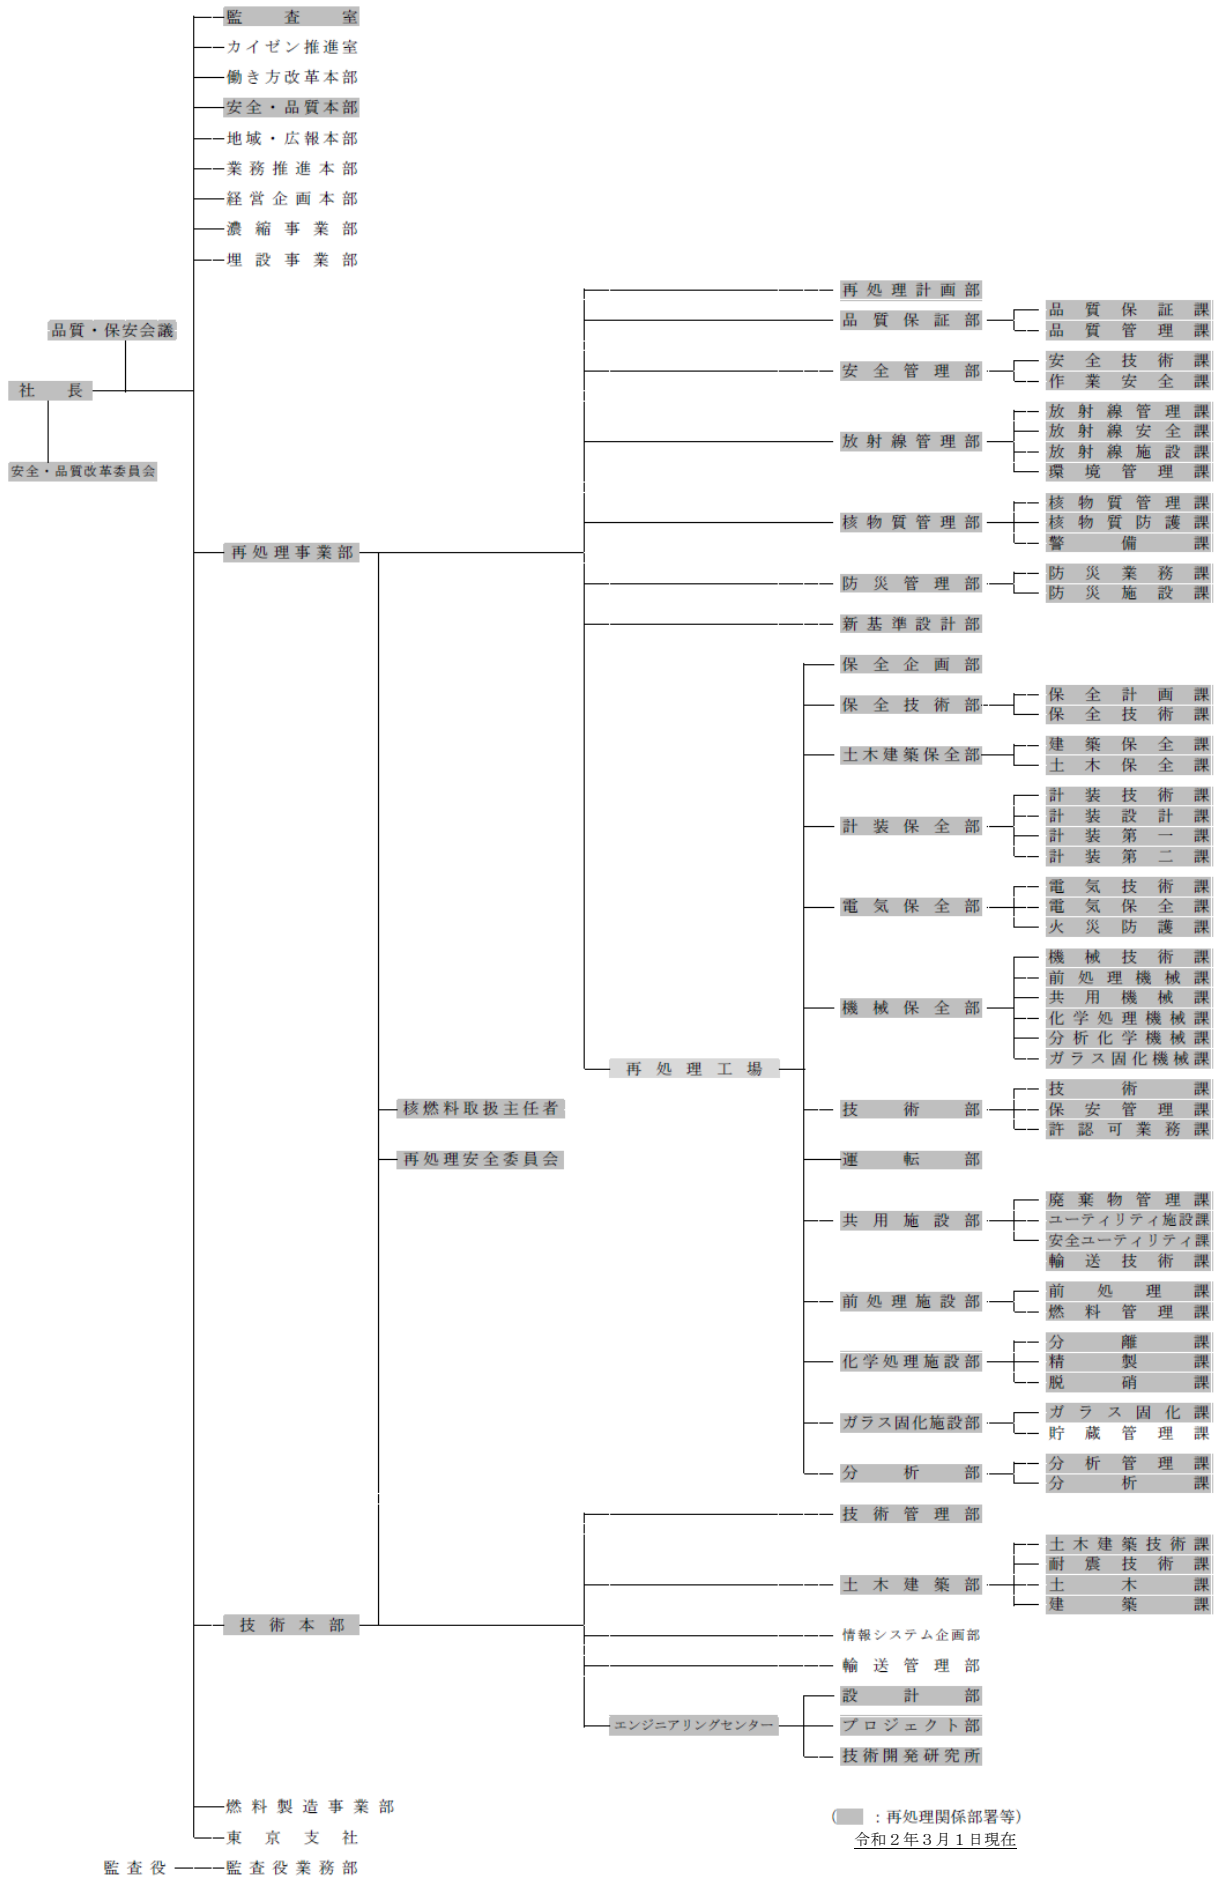 監査室
カイゼン推進室
働き方改革本部
安全・品質本部
地域・広報本部
業務推進本部
経営企画本部
濃縮事業部
埋設事業部
品質・保安会議
社長
安全・品質改革委員会
再処理事業部
再処理計画部
品質保証部
品質保証課
品質管理課
安全管理部
安全技術課
作業安全課
放射線管理部
放射線管理課
放射線安全課
放射線施設課
環境管理課
核物質管理部
核物質管理課
核物質防護課
警備課
防災管理部
防災業務課
防災施設課
新基準設計部
再処理工場
保全企画部
保全技術部
保全計画課
保全技術課
土木建築保全部
建築保全課
土木保全課
計装保全部
計装技術課
計装設計課
計装第一課
計装第二課
電気保全部
電気技術課
電気保全課
火災防護課
機械保全部
機械技術課
前処理機械課
共用機械課
化学処理機械課
分析化学機械課
ガラス固化機械課
技術部
技術課
保安管理課
許認可業務課
運転部
共用施設部
廃棄物管理課
ユーティリティ施設課
安全ユーティリティ課
輸送技術課
前処理施設部
前処理課
燃料管理課
化学処理施設部
分離課
精製課
脱硝課
ガラス固化施設部
ガラス固化課
貯蔵管理課
分析部
分析管理課
分析課
核燃料取扱主任者
再処理安全委員会
技術本部
技術管理部
土木建築部
土木建築技術課
耐震技術課
土木課
建築課
情報システム企画部
輸送管理部
エンジニアリングセンター
設計部
プロジェクト部
技術開発研究所
燃料製造事業部
東京支社
監査役
監査役業務部
(　：再処理関係部署等)
令和2年3月1日現在